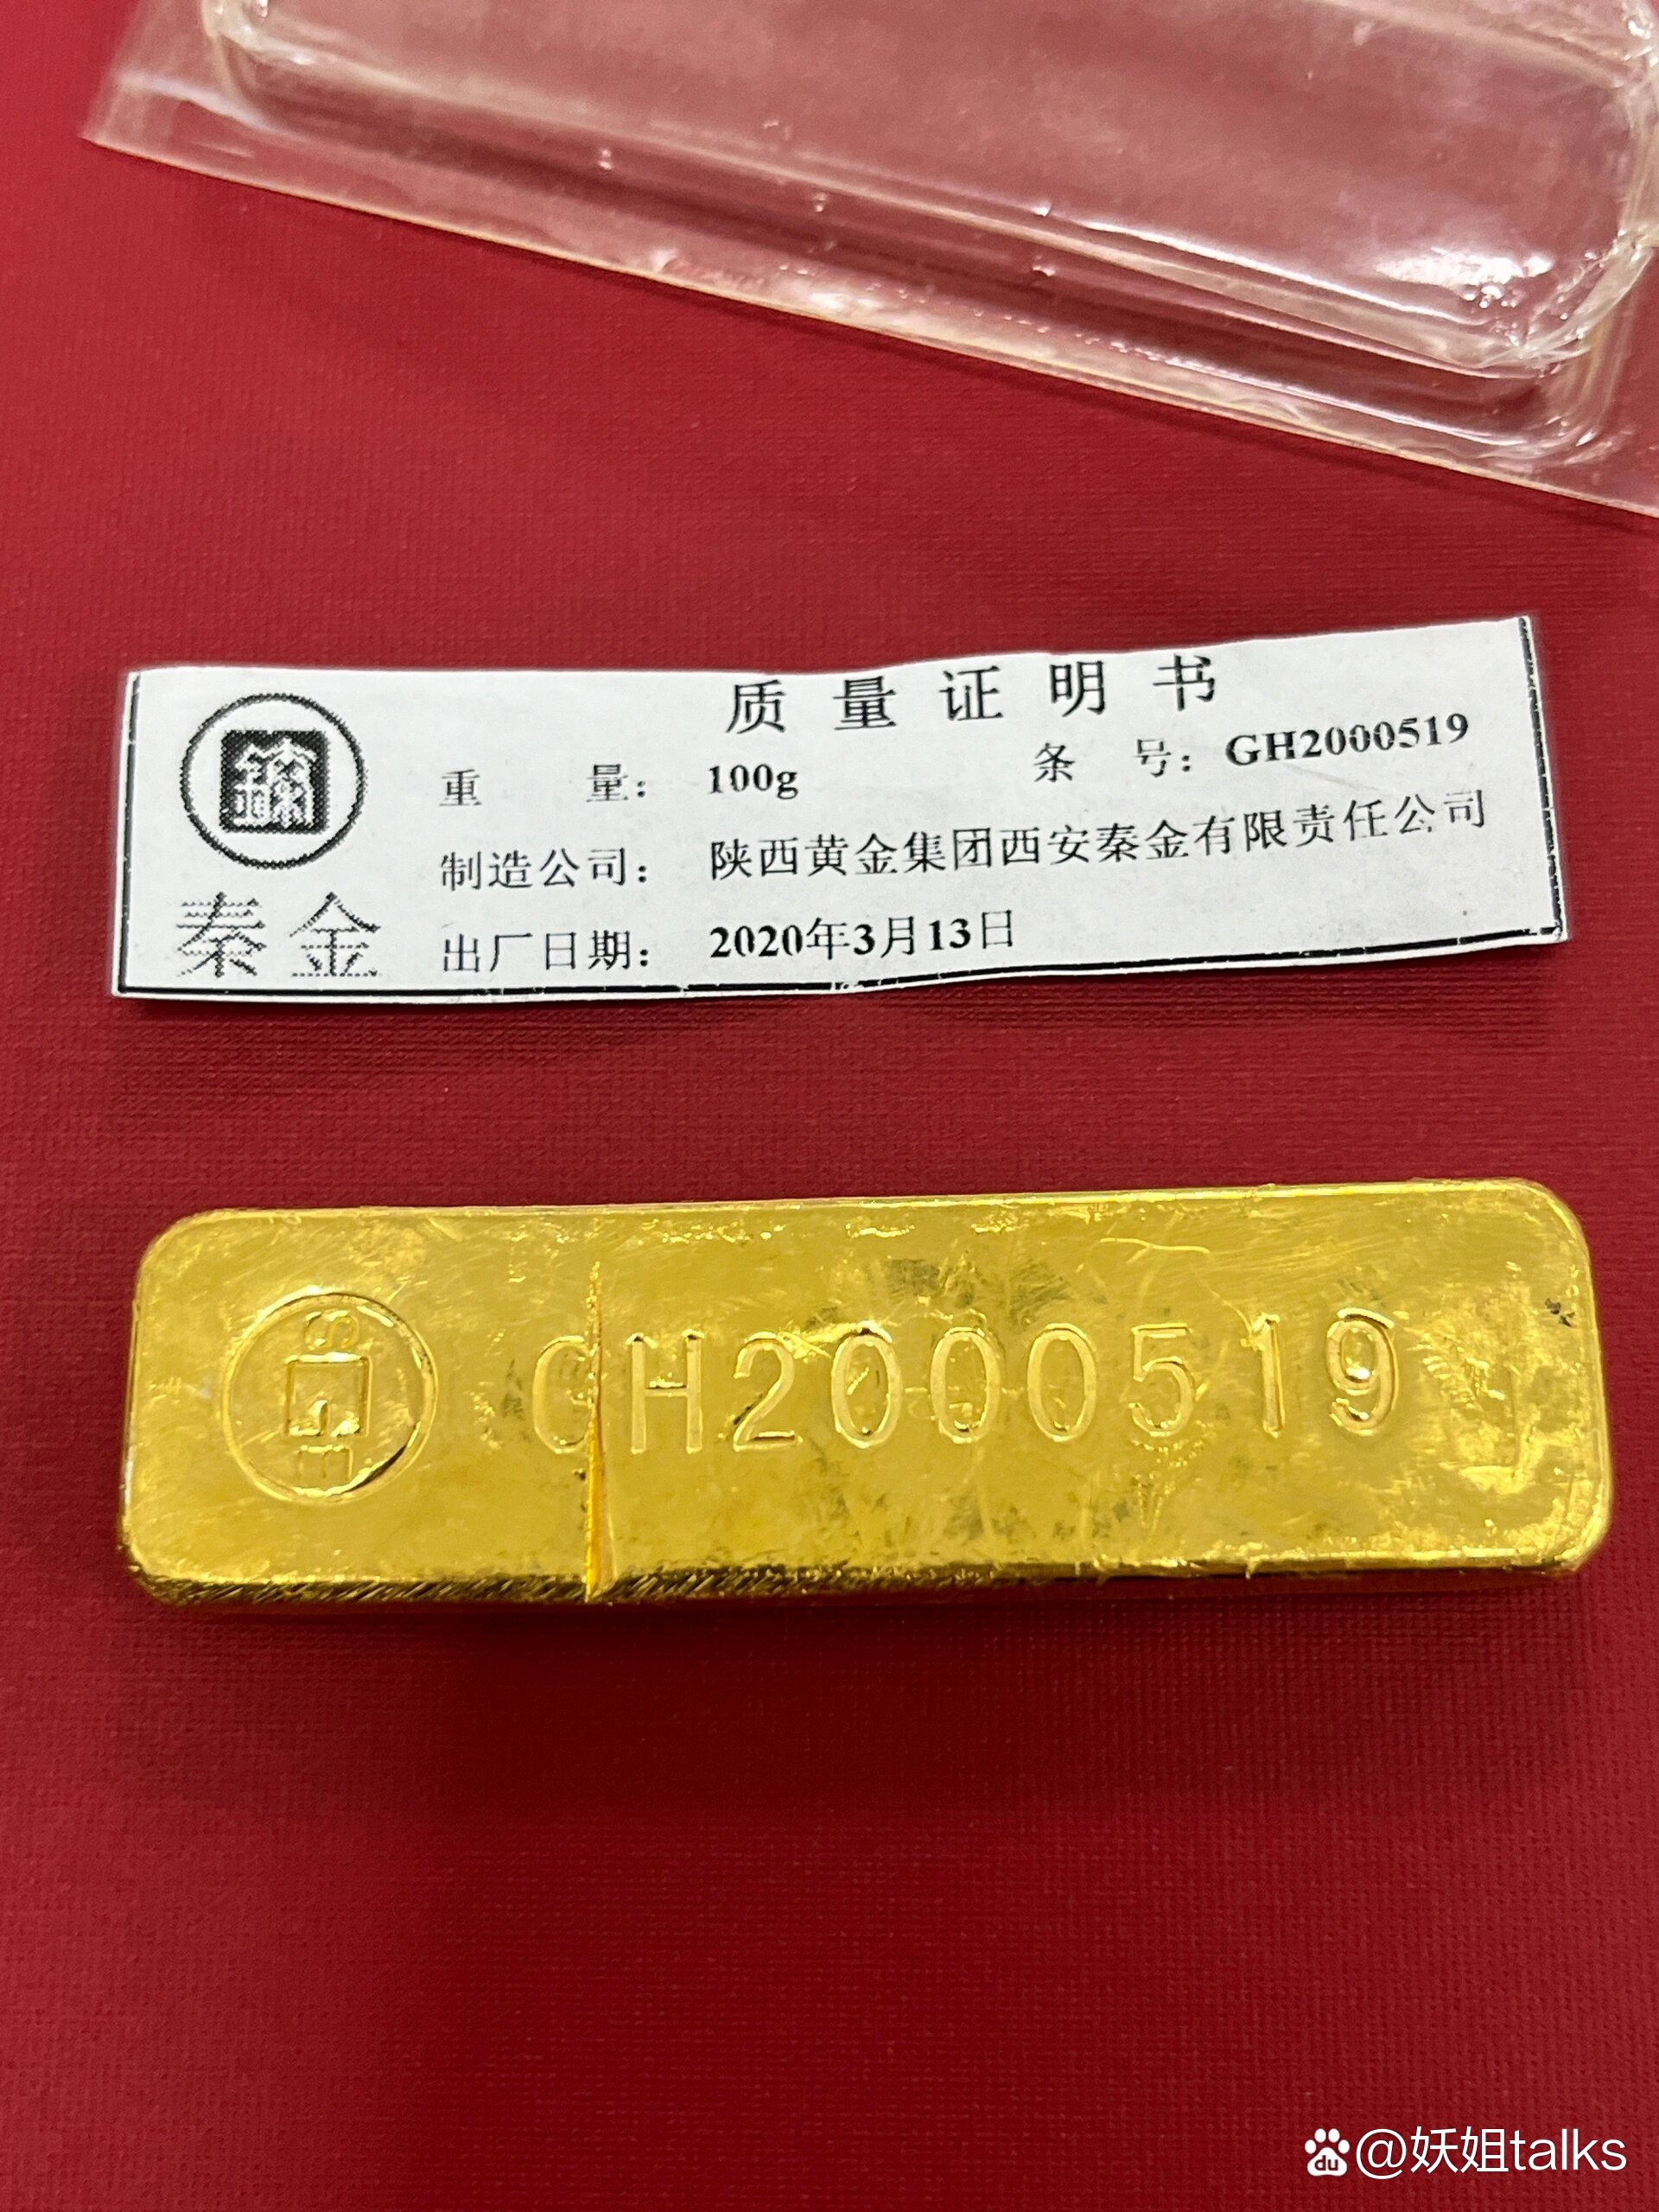 质量证明书
重量: 100g 条号: GH2000519
制造公司: 陕西黄金集团西安秦金有限责任公司
出厂日期: 2020年3月13日
秦金
GH2000519
du @妖姐talks